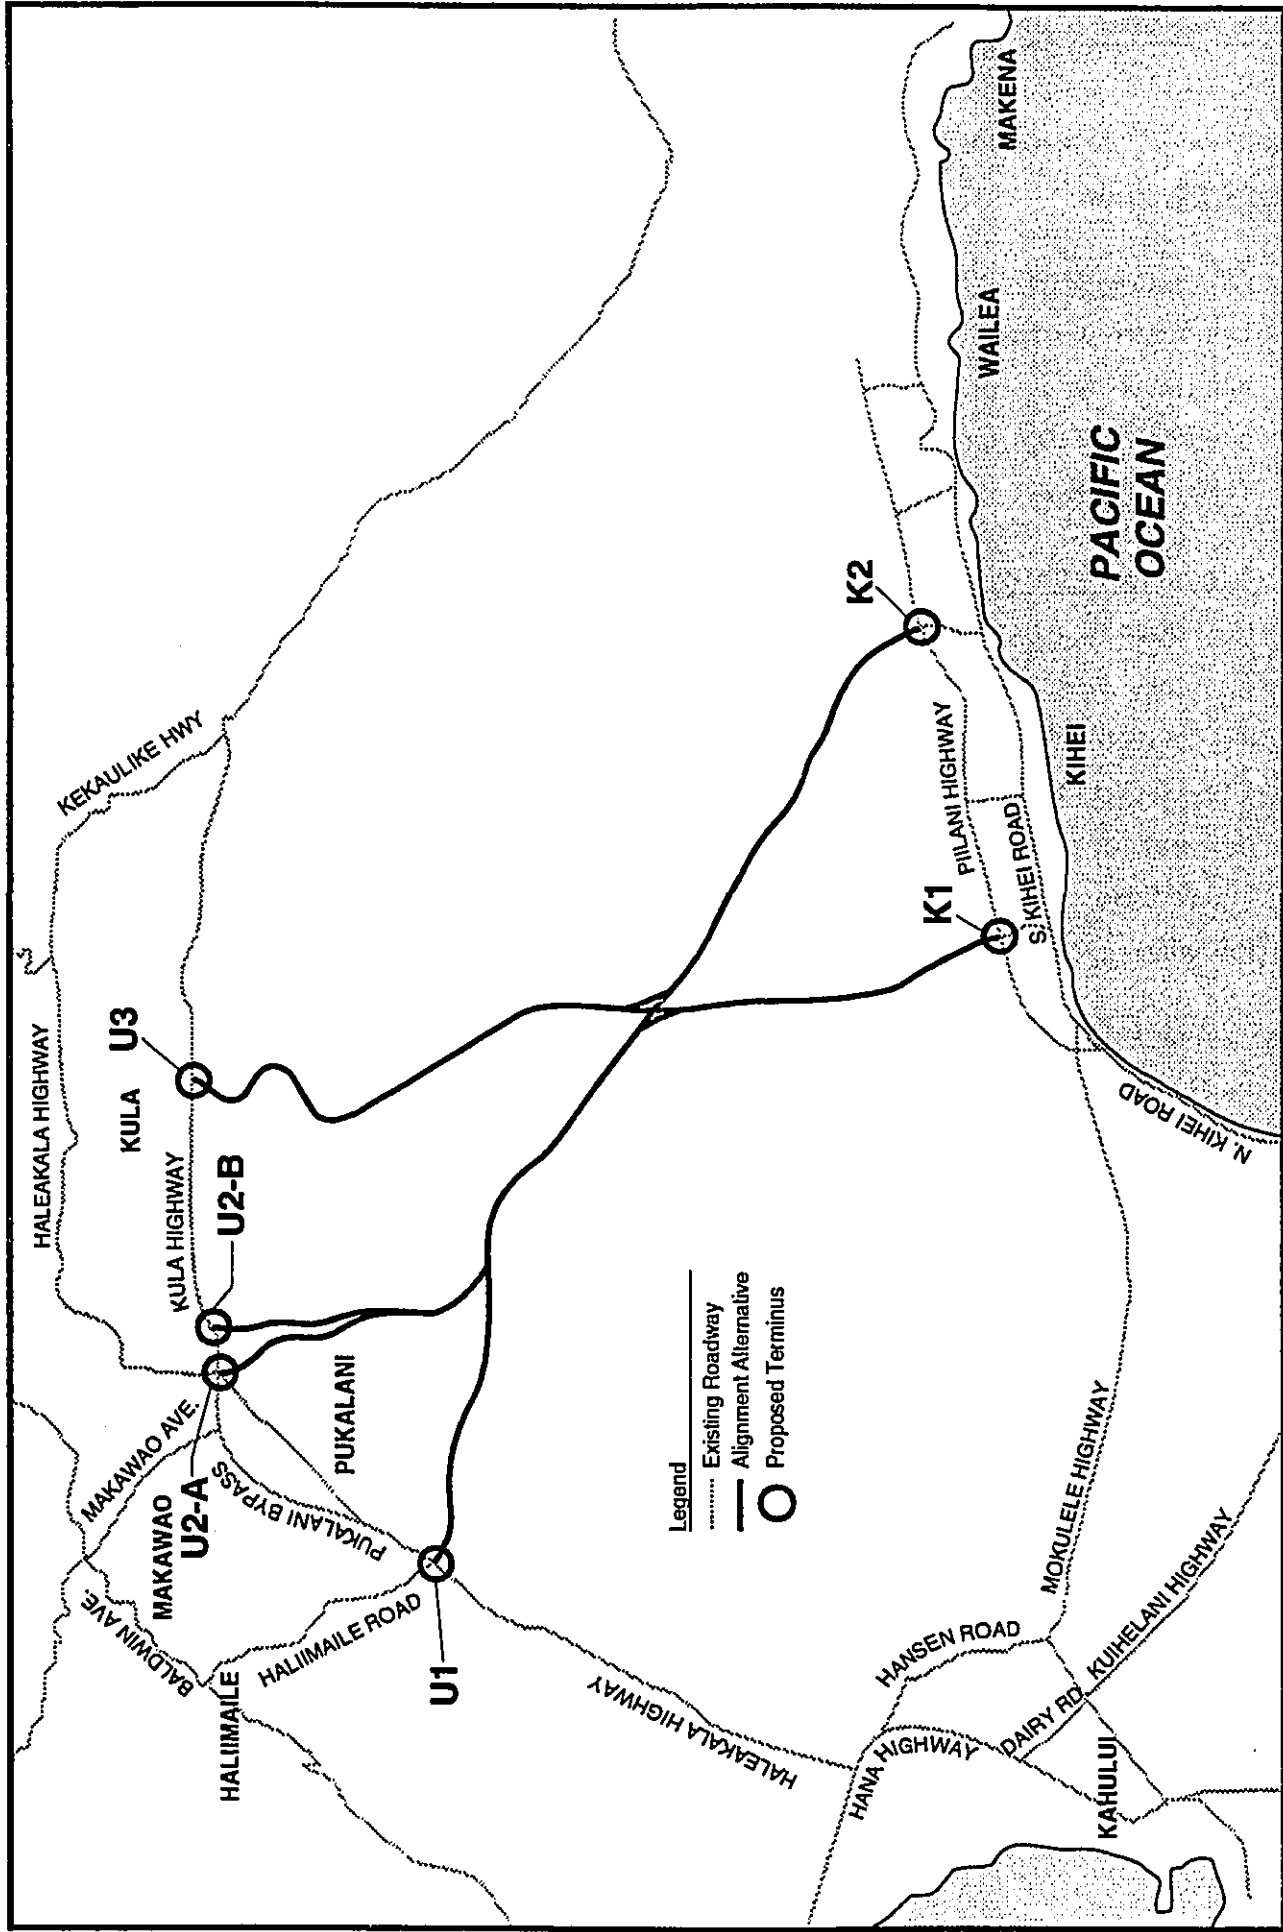 HALEAKALA HIGHWAY
KEKAULIKE HWY
U3
KULA
KULA HIGHWAY
U2-B
MAKAWAO AVE.
MAKAWAO
U2-A
PUKALANI BYPASS
PUKALANI
BALDWIN AVE.
HALIIMAILE
HALIIMAILE ROAD
U1
HALEAKALA HIGHWAY
HANA HIGHWAY
HANSEN ROAD
DAIRY RD
KUIHELANI HIGHWAY
KAHULUI
MOKULELE HIGHWAY
N. KIHEI ROAD
K1
K2
PIILANI HIGHWAY
S. KIHEI ROAD
KIHEI
WAILEA
MAKENA
PACIFIC
OCEAN
Legend
Existing Roadway
Alignment Alternative
Proposed Terminus